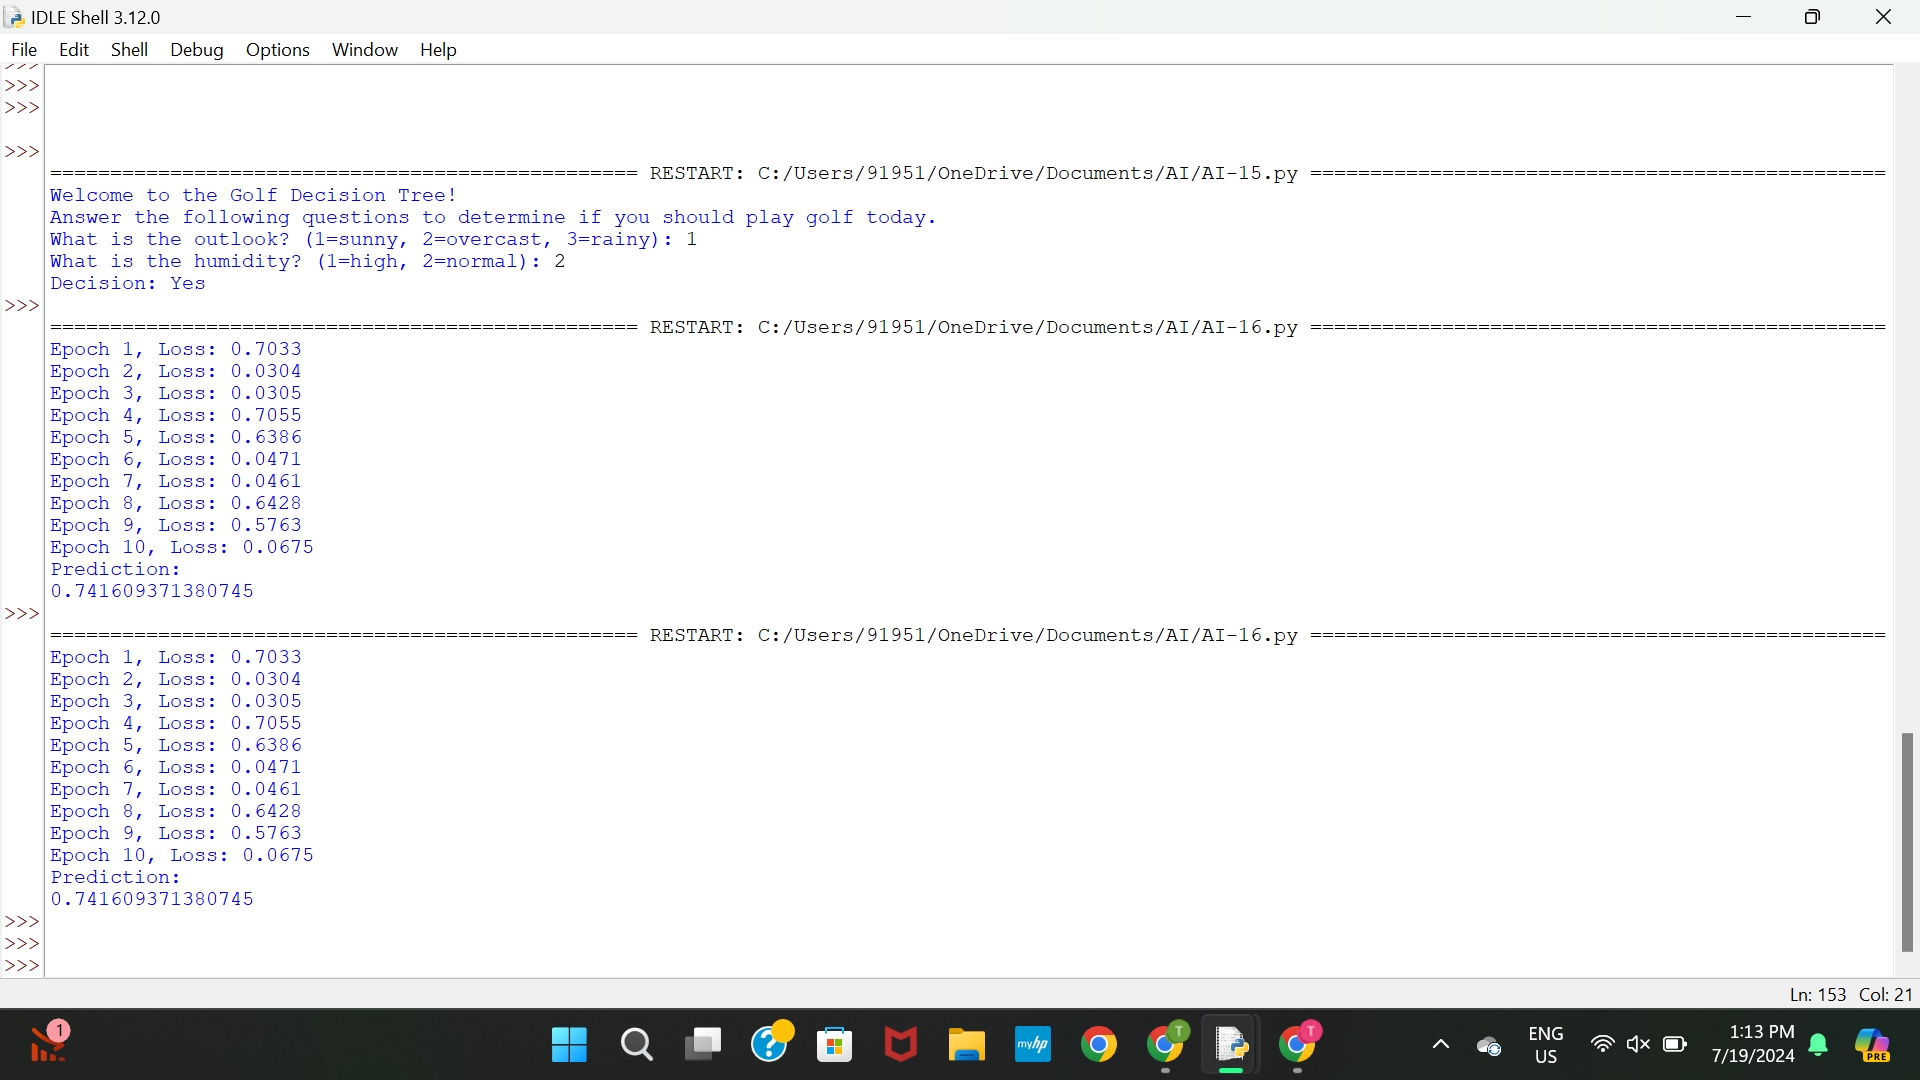 IDLE Shell 3.12.0
File Edit Shell Debug Options Window Help
>>>
>>>
>>>
>>>
================================================= RESTART: C:/Users/91951/OneDrive/Documents/AI/AI-15.py ================================================
Welcome to the Golf Decision Tree!
Answer the following questions to determine if you should play golf today.
What is the outlook? (1=sunny, 2=overcast, 3=rainy): 1
What is the humidity? (1=high, 2=normal): 2
Decision: Yes
>>>
================================================= RESTART: C:/Users/91951/OneDrive/Documents/AI/AI-16.py ================================================
Epoch 1, Loss: 0.7033
Epoch 2, Loss: 0.0304
Epoch 3, Loss: 0.0305
Epoch 4, Loss: 0.7055
Epoch 5, Loss: 0.6386
Epoch 6, Loss: 0.0471
Epoch 7, Loss: 0.0461
Epoch 8, Loss: 0.6428
Epoch 9, Loss: 0.5763
Epoch 10, Loss: 0.0675
Prediction:
0.741609371380745
>>>
================================================= RESTART: C:/Users/91951/OneDrive/Documents/AI/AI-16.py ================================================
Epoch 1, Loss: 0.7033
Epoch 2, Loss: 0.0304
Epoch 3, Loss: 0.0305
Epoch 4, Loss: 0.7055
Epoch 5, Loss: 0.6386
Epoch 6, Loss: 0.0471
Epoch 7, Loss: 0.0461
Epoch 8, Loss: 0.6428
Epoch 9, Loss: 0.5763
Epoch 10, Loss: 0.0675
Prediction:
0.741609371380745
>>>
>>>
>>>
Ln: 153 Col: 21
1
?
myhp
T
T
ENG
US
1:13 PM
7/19/2024
PRE